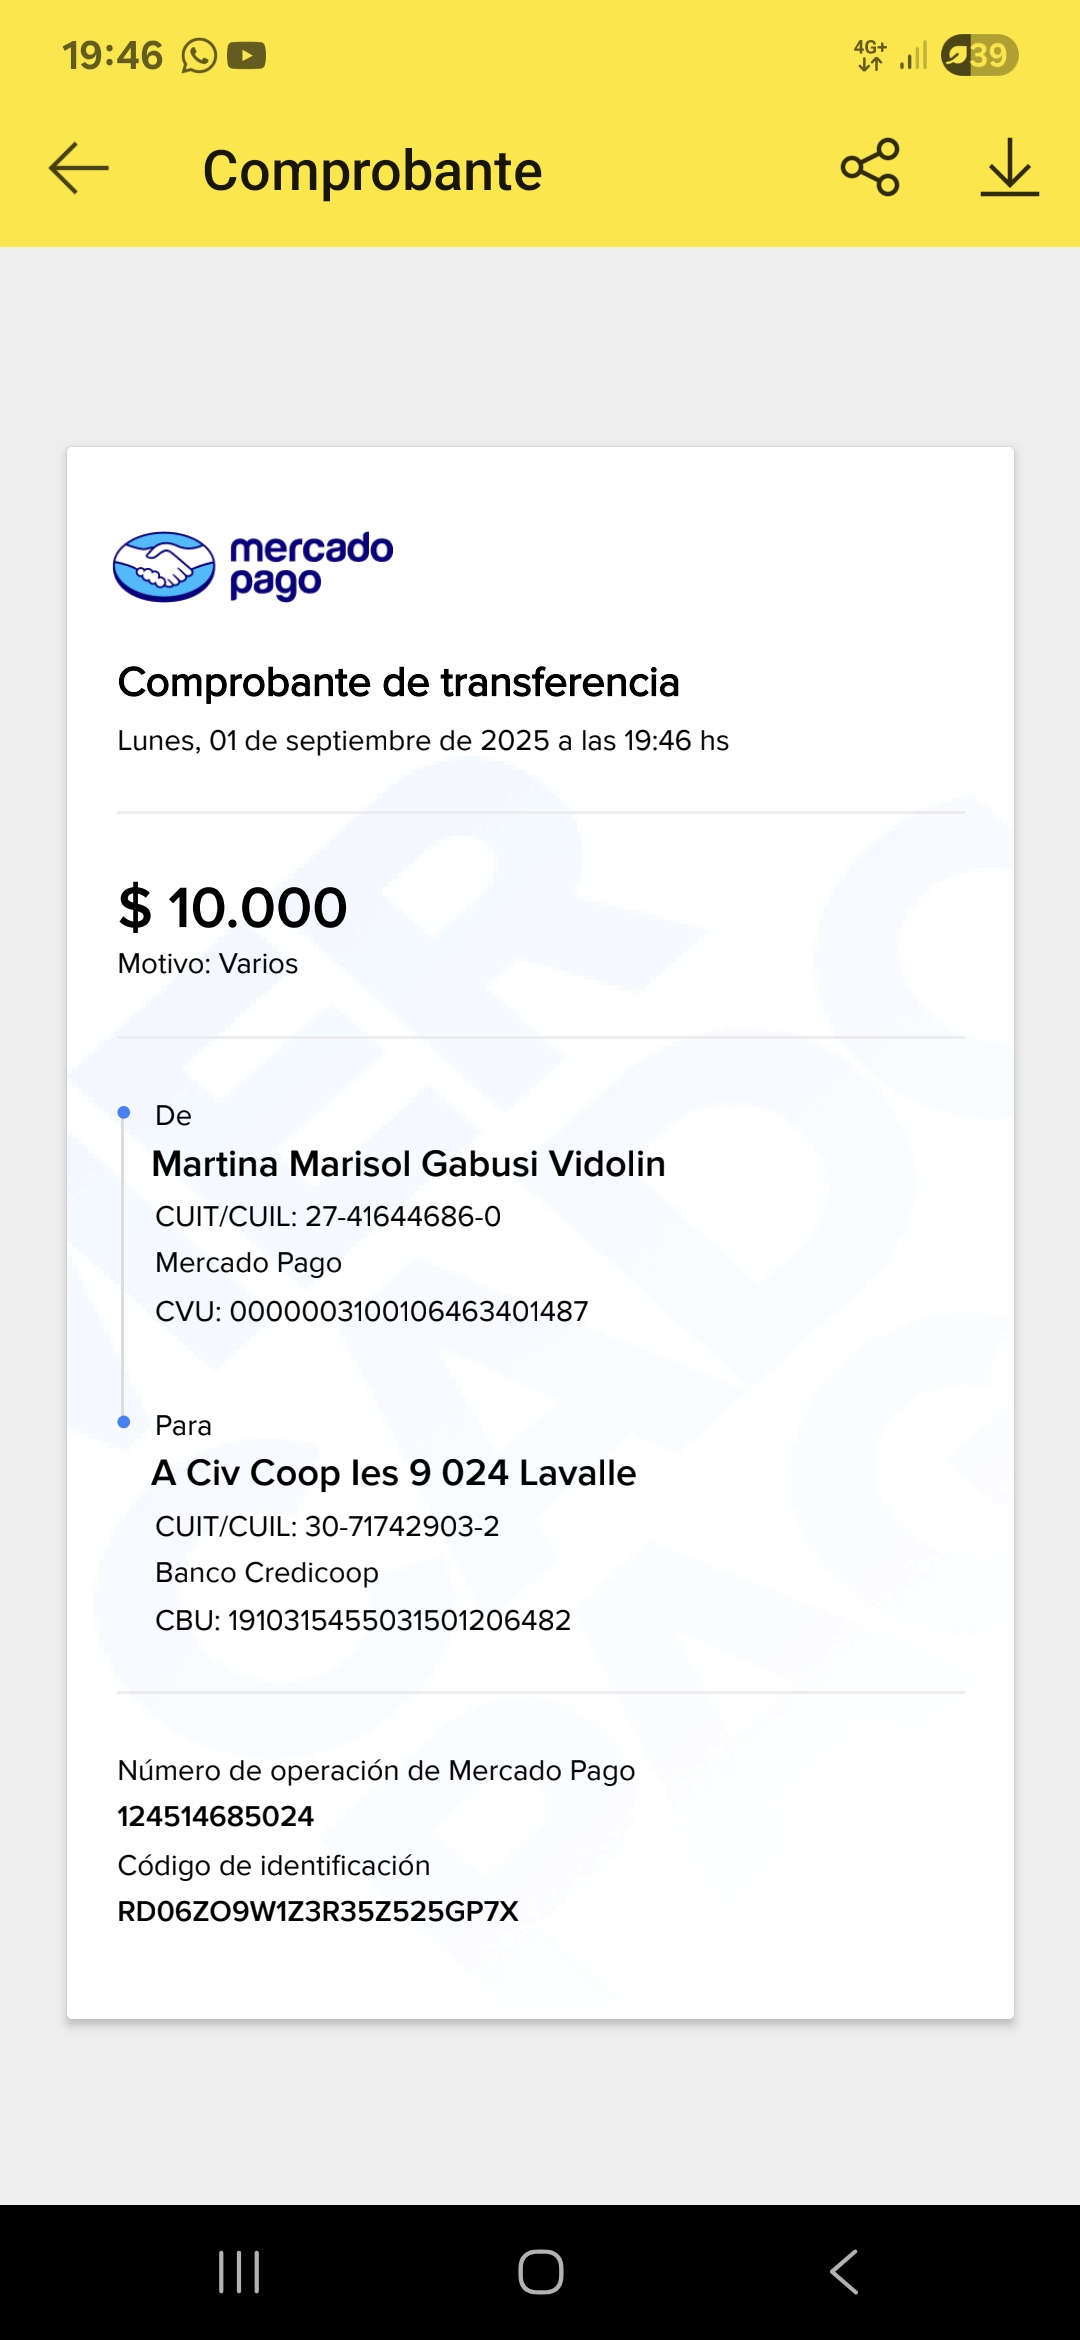 19:46
4G+
39
Comprobante
mercado
pago
Comprobante de transferencia
Lunes, 01 de septiembre de 2025 a las 19:46 hs
$ 10.000
Motivo: Varios
De
Martina Marisol Gabusi Vidolin
CUIT/CUIL: 27-41644686-0
Mercado Pago
CVU: 0000003100106463401487
Para
A Civ Coop Ies 9 024 Lavalle
CUIT/CUIL: 30-71742903-2
Banco Credicoop
CBU: 1910315455031501206482
Número de operación de Mercado Pago
124514685024
Código de identificación
RD06ZO9W1Z3R35Z525GP7X